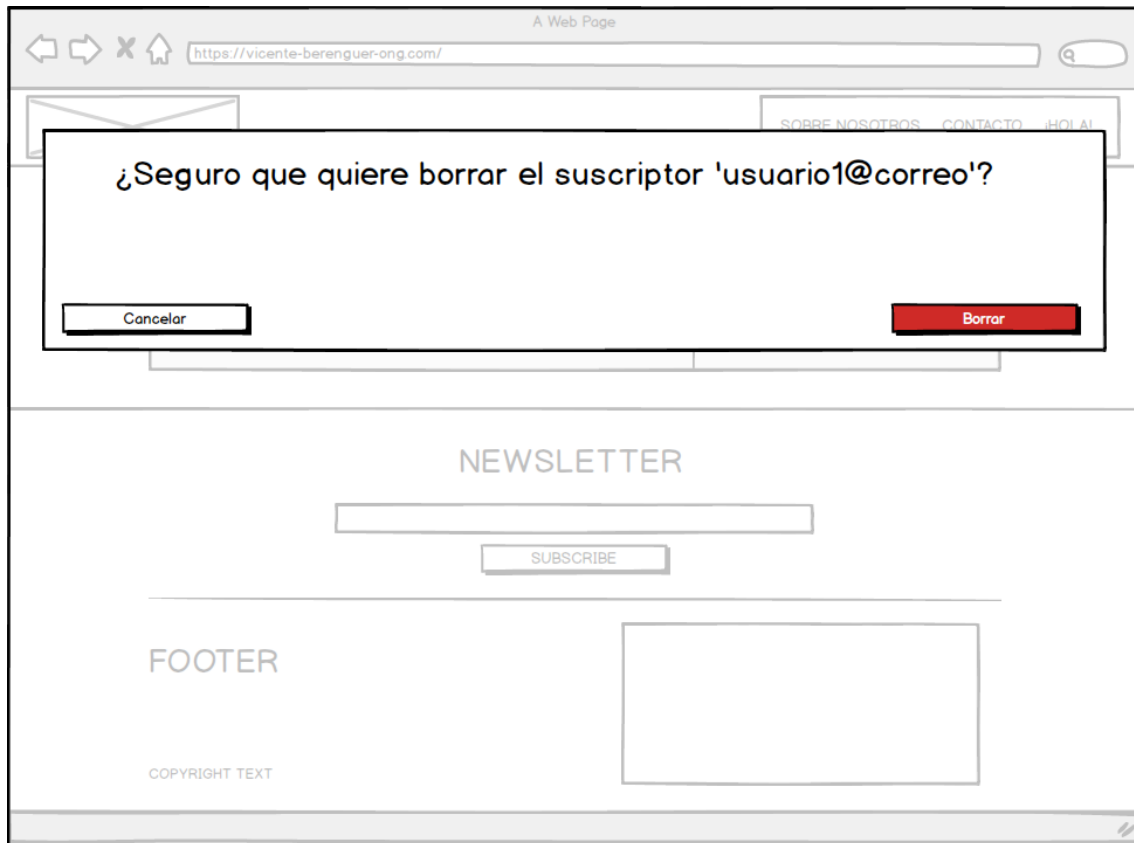 A Web Page
https://vicente-berenguer-ong.com/
SOBRE NOSOTROS CONTACTO ¡HOLA!
¿Seguro que quiere borrar el suscriptor 'usuario1@correo'?
Cancelar Borrar
NEWSLETTER
SUBSCRIBE
FOOTER
COPYRIGHT TEXT